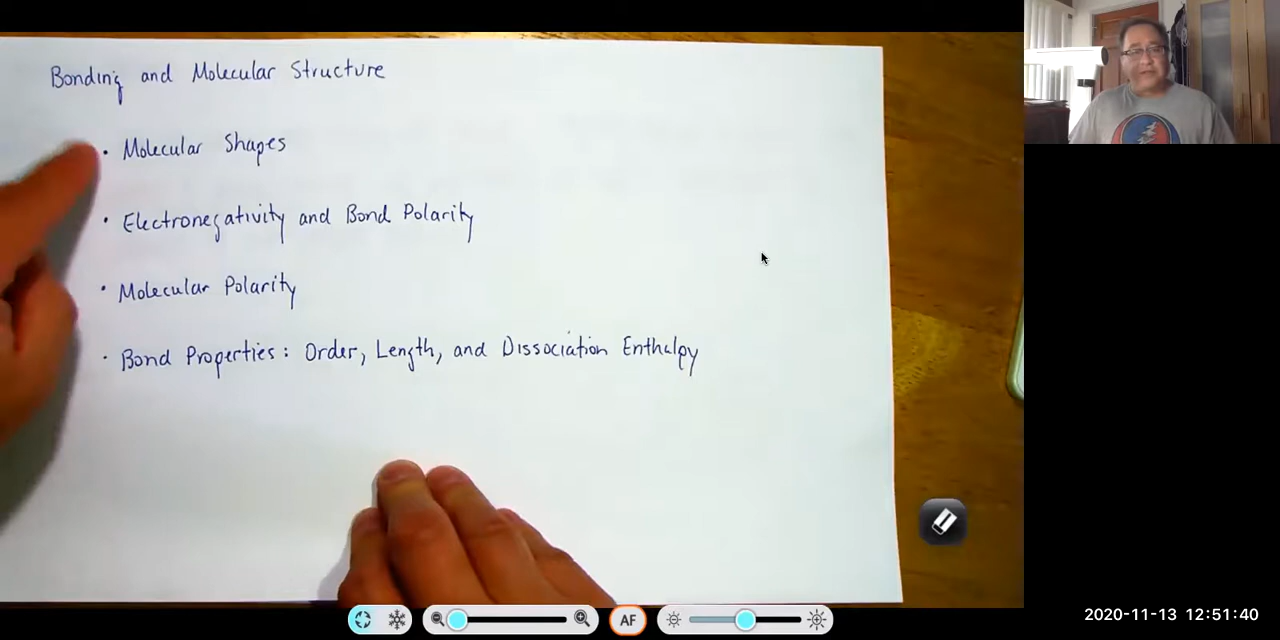 Bonding and Molecular Structure
• Molecular Shapes
• Electronegativity and Bond Polarity
• Molecular Polarity
• Bond Properties: Order, Length, and Dissociation Enthalpy
AF
2020-11-13 12:51:40